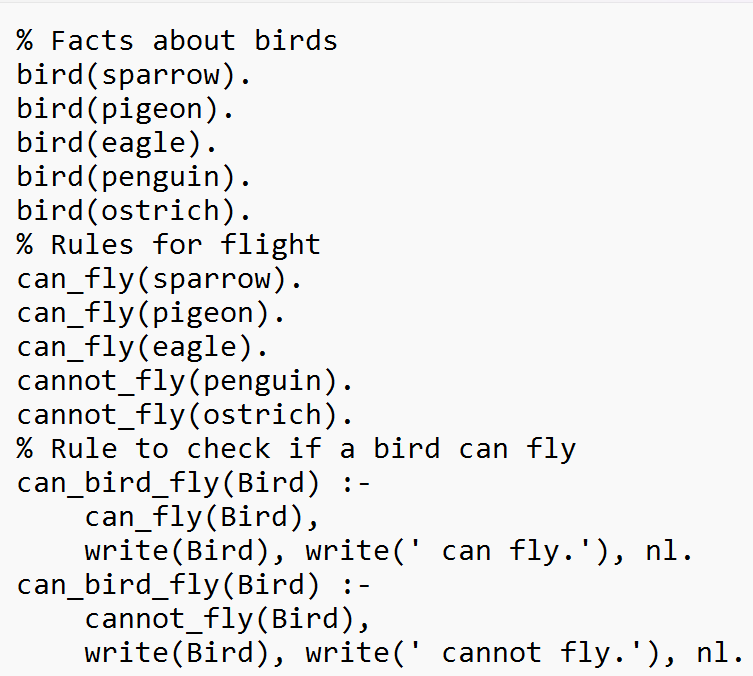 % Facts about birds
bird(sparrow).
bird(pigeon).
bird(eagle).
bird(penguin).
bird(ostrich).
% Rules for flight
can_fly(sparrow).
can_fly(pigeon).
can_fly(eagle).
cannot_fly(penguin).
cannot_fly(ostrich).
% Rule to check if a bird can fly
can_bird_fly(Bird) :-
    can_fly(Bird),
    write(Bird), write(' can fly.'), nl.
can_bird_fly(Bird) :-
    cannot_fly(Bird),
    write(Bird), write(' cannot fly.'), nl.